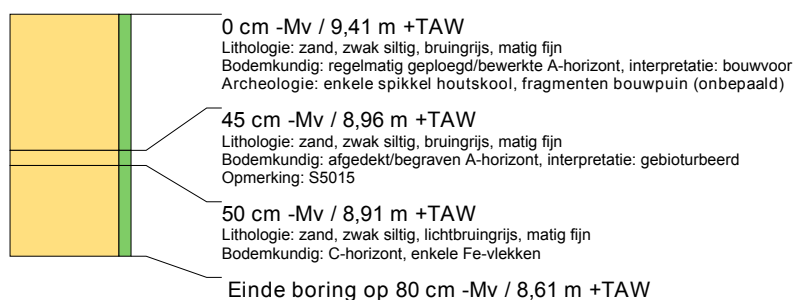 0 cm -Mv / 9,41 m +TAW
Lithologie: zand, zwak siltig, bruingrijs, matig fijn
Bodemkundig: regelmatig geploegd/bewerkte A-horizont, interpretatie: bouwvoor
Archeologie: enkele spikkel houtskool, fragmenten bouwpuin (onbepaald)
45 cm -Mv / 8,96 m +TAW
Lithologie: zand, zwak siltig, bruingrijs, matig fijn
Bodemkundig: afgedekt/begraven A-horizont, interpretatie: gebioturbeerd
Opmerking: S5015
50 cm -Mv / 8,91 m +TAW
Lithologie: zand, zwak siltig, lichtbruingrijs, matig fijn
Bodemkundig: C-horizont, enkele Fe-vlekken
Einde boring op 80 cm -Mv / 8,61 m +TAW